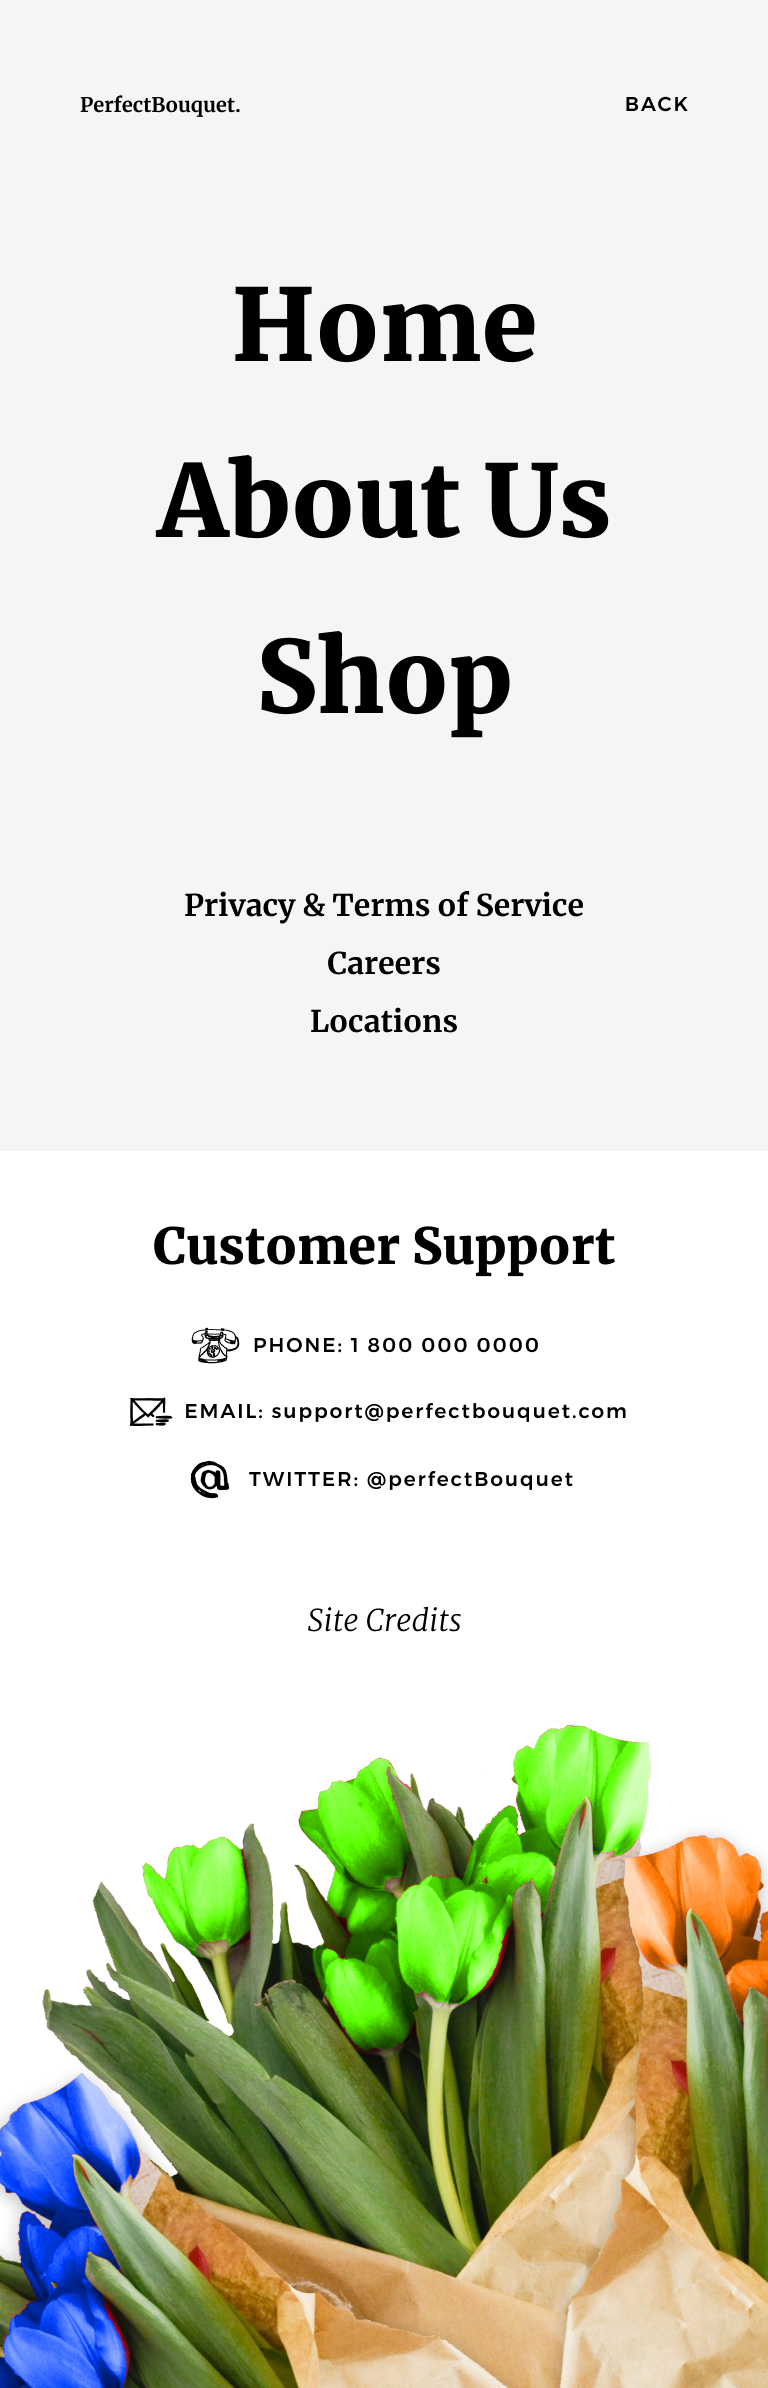 PerfectBouquet.
BACK
Home
About Us
Shop
Privacy & Terms of Service
Careers
Locations
Customer Support
PHONE: 1 800 000 0000
EMAIL: support@perfectbouquet.com
TWITTER: @perfectBouquet
Site Credits